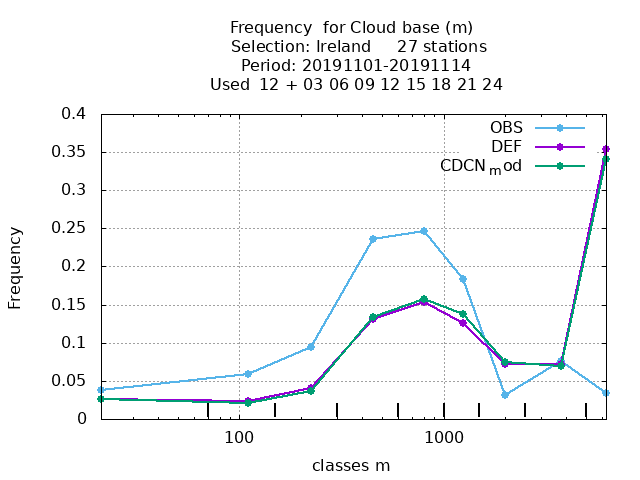 Frequency  for Cloud base (m)
Selection: Ireland     27 stations
Period: 20191101-20191114
Used  12 + 03 06 09 12 15 18 21 24
OBS
DEF
CDCN_mod
0.4
0.35
0.3
0.25
0.2
0.15
0.1
0.05
0
Frequency
100 1000
classes m